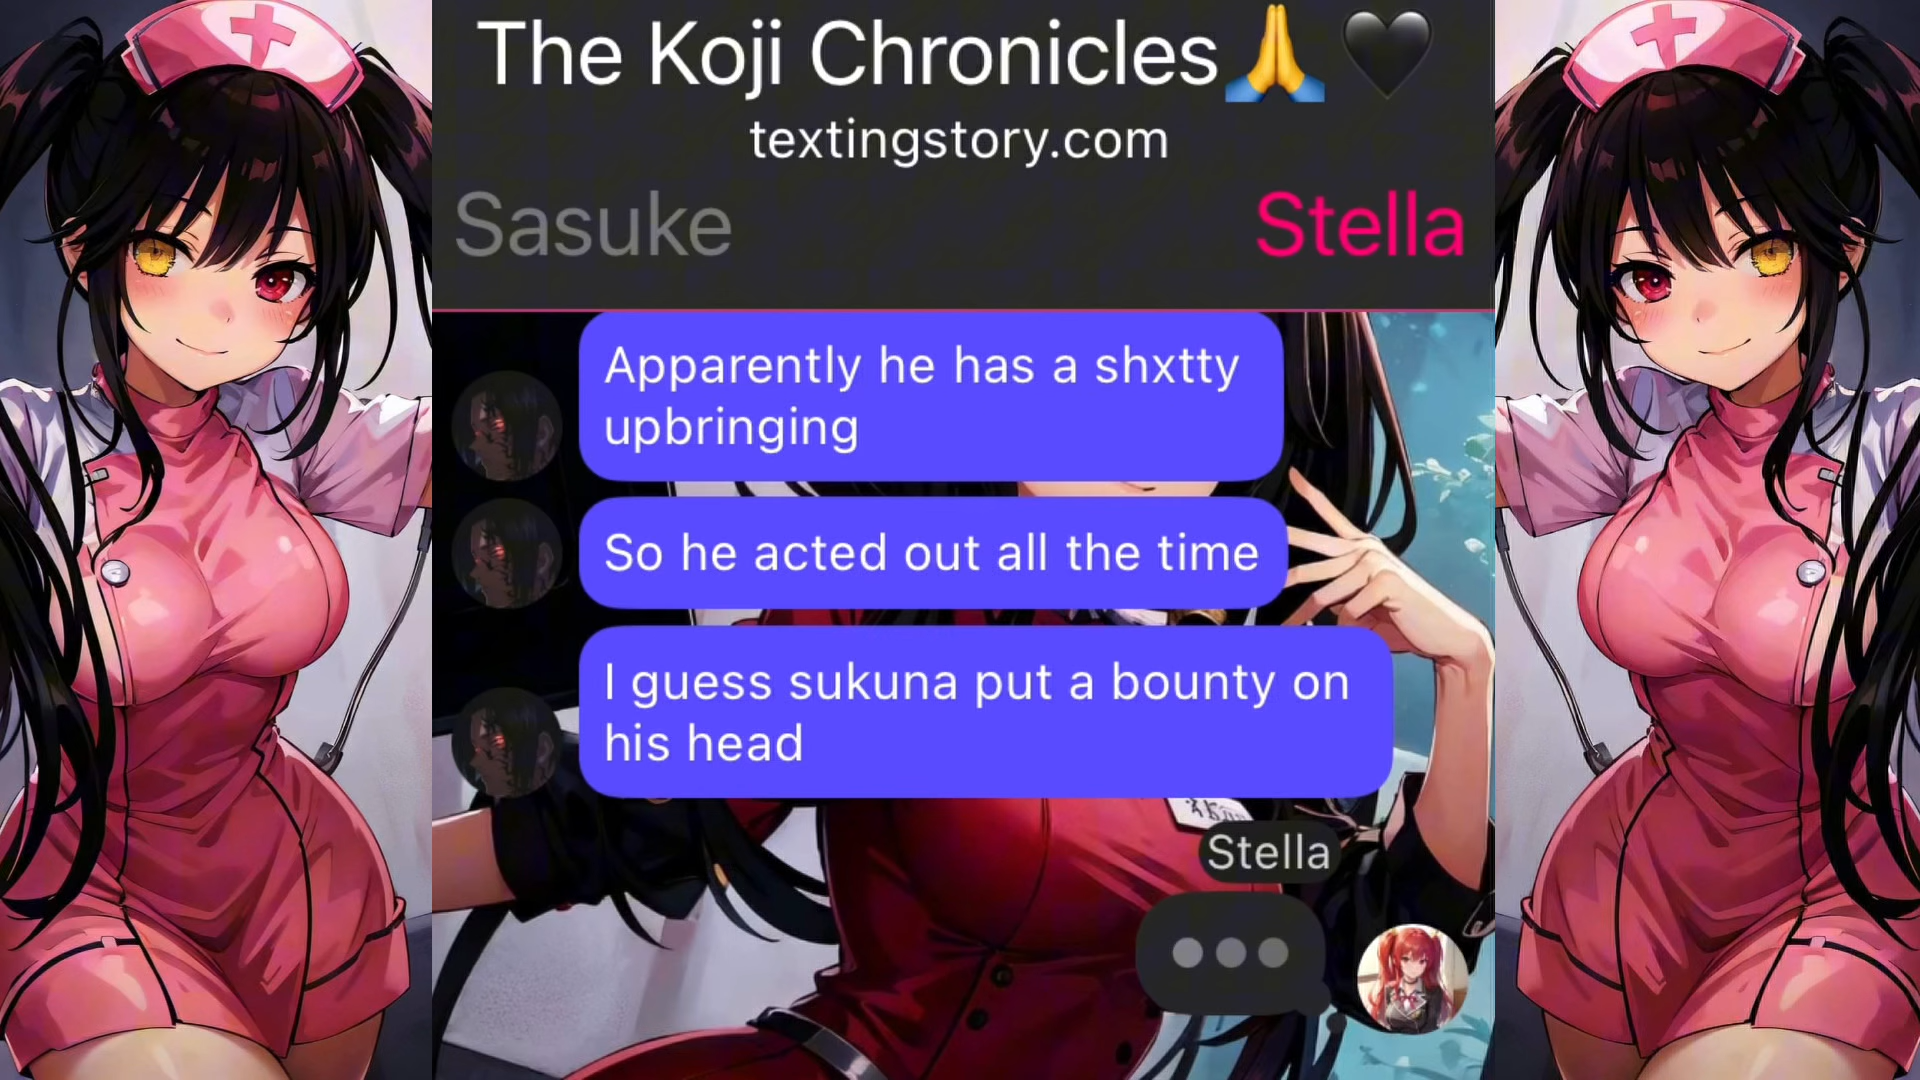 The Koji Chronicles🙏🖤
textingstory.com
Sasuke
Stella
Apparently he has a shxtty
upbringing
So he acted out all the time
I guess sukuna put a bounty on
his head
Stella